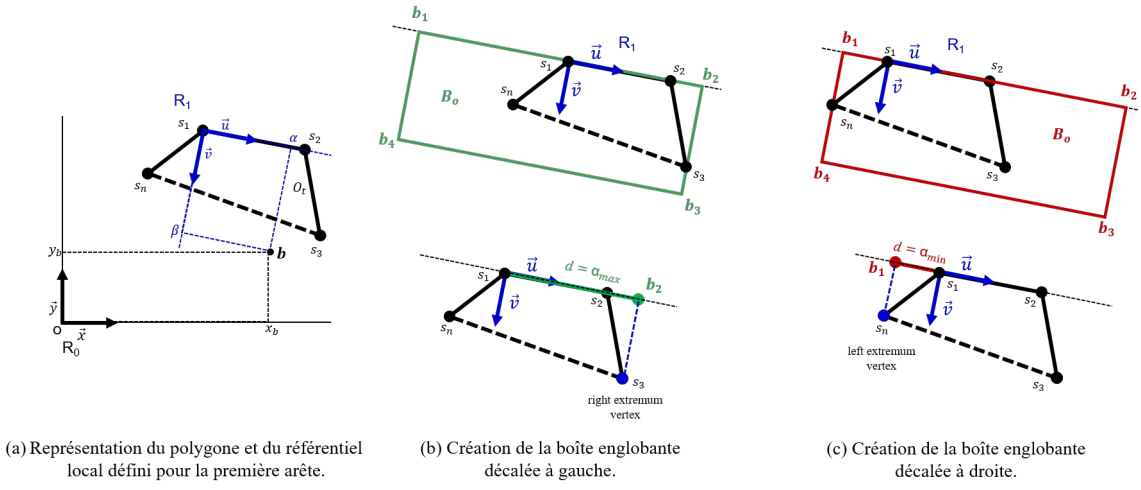 R₁
s₁
u⃗
α
s₂
v⃗
sₙ
Oₜ
β
s₃
b
y_b
y⃗
o
x⃗
x_b
R₀
b₁
R₁
s₁
u⃗
s₂
b₂
v⃗
sₙ
Bₒ
b₄
s₃
b₃
s₁
u⃗
d = αₘₐₓ
b₂
s₂
v⃗
sₙ
s₃
right extremum
vertex
b₁
s₁
u⃗
R₁
s₂
b₂
v⃗
sₙ
Bₒ
s₃
b₄
b₃
d = αₘᵢₙ
b₁
u⃗
s₁
s₂
v⃗
sₙ
left extremum
vertex
s₃
(a) Représentation du polygone et du référentiel
local défini pour la première arête.
(b) Création de la boîte englobante
décalée à gauche.
(c) Création de la boîte englobante
décalée à droite.